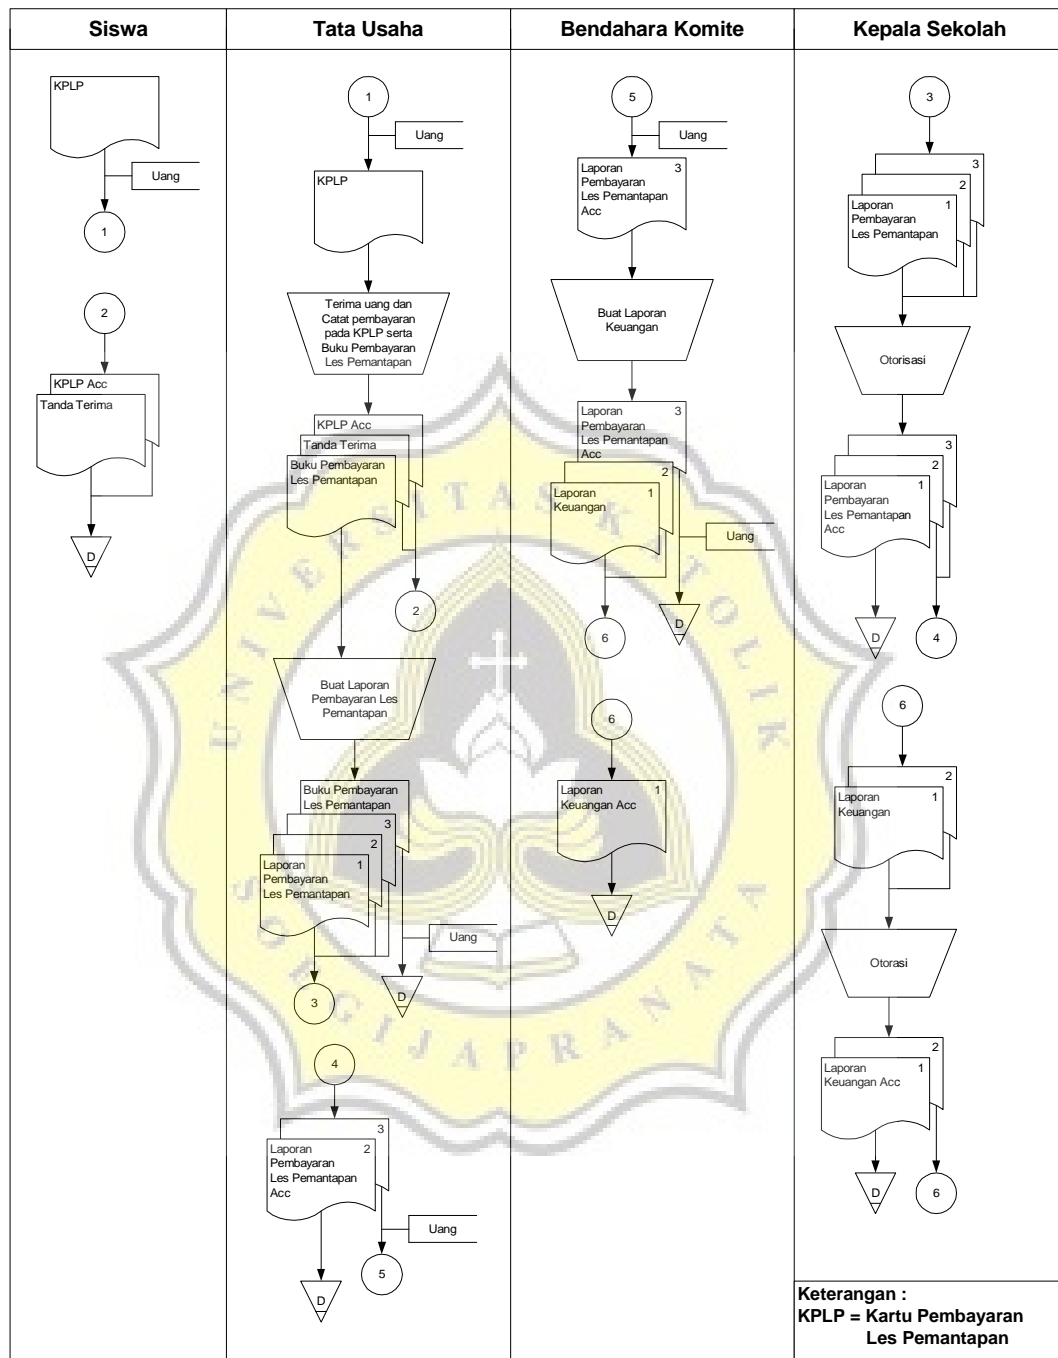 Siswa
Tata Usaha
Bendahara Komite
Kepala Sekolah
KPLP
Uang
1
2
KPLP Acc
Tanda Terima
D
1
Uang
KPLP
Terima uang dan
Catat pembayaran
pada KPLP serta
Buku Pembayaran
Les Pemantapan
KPLP Acc
Tanda Terima
Buku Pembayaran
Les Pemantapan
2
Buat Laporan
Pembayaran Les
Pemantapan
Buku Pembayaran
Les Pemantapan
3
2
Laporan 1
Pembayaran
Les Pemantapan
Uang
3
D
4
3
Laporan 2
Pembayaran
Les Pemantapan
Acc
Uang
5
D
5
Uang
Laporan 3
Pembayaran
Les Pemantapan
Acc
Buat Laporan
Keuangan
Laporan 3
Pembayaran
Les Pemantapan
Acc
2
Laporan 1
Keuangan
Uang
6
D
6
Laporan 1
Keuangan Acc
D
3
3
2
Laporan 1
Pembayaran
Les Pemantapan
Otorisasi
3
2
Laporan 1
Pembayaran
Les Pemantapan
Acc
D
4
6
2
Laporan 1
Keuangan
Otorasi
2
Laporan 1
Keuangan Acc
D
6
Keterangan :
KPLP = Kartu Pembayaran
Les Pemantapan
UNIVERSITAS KATOLIK
SOEGIJAPRANATA